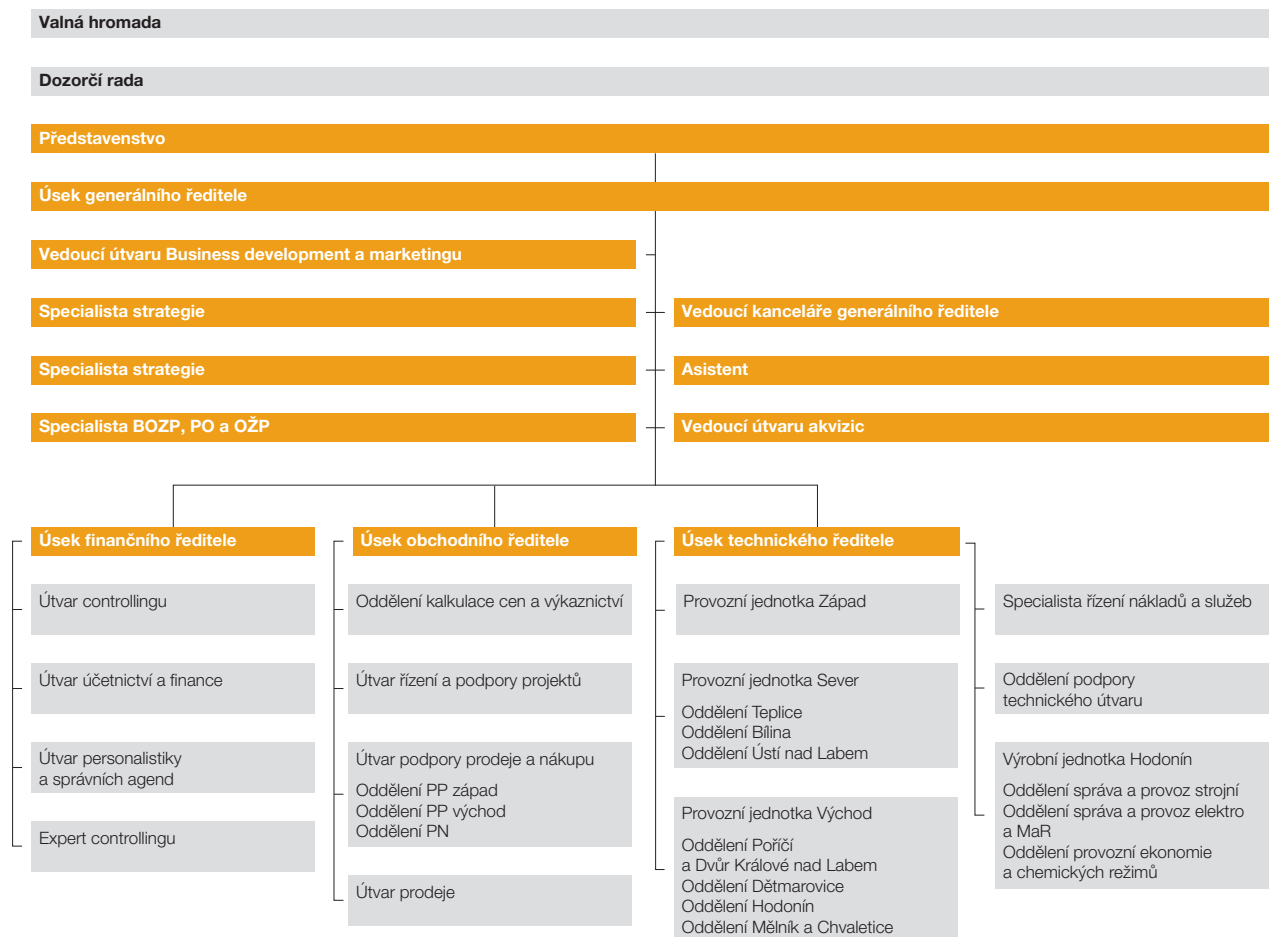 Valná hromada
Dozorčí rada
Představenstvo
Úsek generálního ředitele
Vedoucí útvaru Business development a marketingu
Specialista strategie
Vedoucí kanceláře generálního ředitele
Specialista strategie
Asistent
Specialista BOZP, PO a OŽP
Vedoucí útvaru akvizic
Úsek finančního ředitele
Útvar controllingu
Útvar účetnictví a finance
Útvar personalistiky
a správních agend
Expert controllingu
Úsek obchodního ředitele
Oddělení kalkulace cen a výkaznictví
Útvar řízení a podpory projektů
Útvar podpory prodeje a nákupu
Oddělení PP západ
Oddělení PP východ
Oddělení PN
Útvar prodeje
Úsek technického ředitele
Provozní jednotka Západ
Provozní jednotka Sever
Oddělení Teplice
Oddělení Bílina
Oddělení Ústí nad Labem
Provozní jednotka Východ
Oddělení Poříčí
a Dvůr Králové nad Labem
Oddělení Dětmarovice
Oddělení Hodonín
Oddělení Mělník a Chvaletice
Specialista řízení nákladů a služeb
Oddělení podpory
technického útvaru
Výrobní jednotka Hodonín
Oddělení správa a provoz strojní
Oddělení správa a provoz elektro
a MaR
Oddělení provozní ekonomie
a chemických režimů